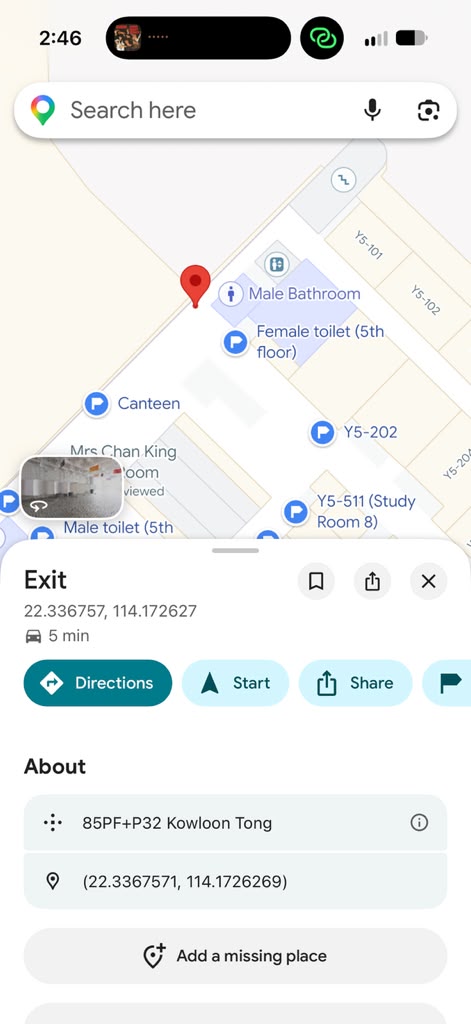 2:46
Search here
Y5-101
Y5-102
Male Bathroom
Female toilet (5th
floor)
Canteen
Y5-202
Y5-204
Mrs Chan King
oom
viewed
Y5-511 (Study
Room 8)
Male toilet (5th
Exit
22.336757, 114.172627
5 min
Directions
Start
Share
About
85PF+P32 Kowloon Tong
(22.3367571, 114.1726269)
Add a missing place